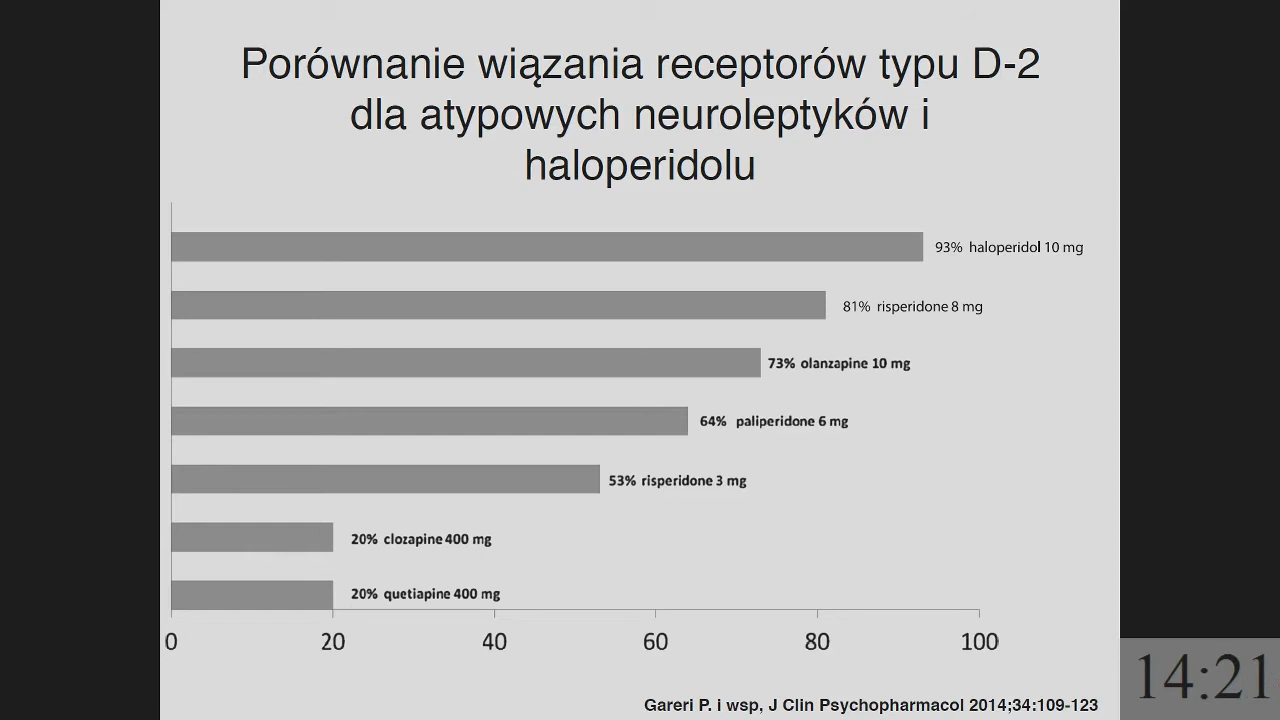 Porównanie wiązania receptorów typu D-2
dla atypowych neuroleptyków i
haloperidolu
93% haloperidol 10 mg
81% risperidone 8 mg
73% olanzapine 10 mg
64% paliperidone 6 mg
53% risperidone 3 mg
20% clozapine 400 mg
20% quetiapine 400 mg
0 20 40 60 80 100
14:21
Gareri P. i wsp, J Clin Psychopharmacol 2014;34:109-123